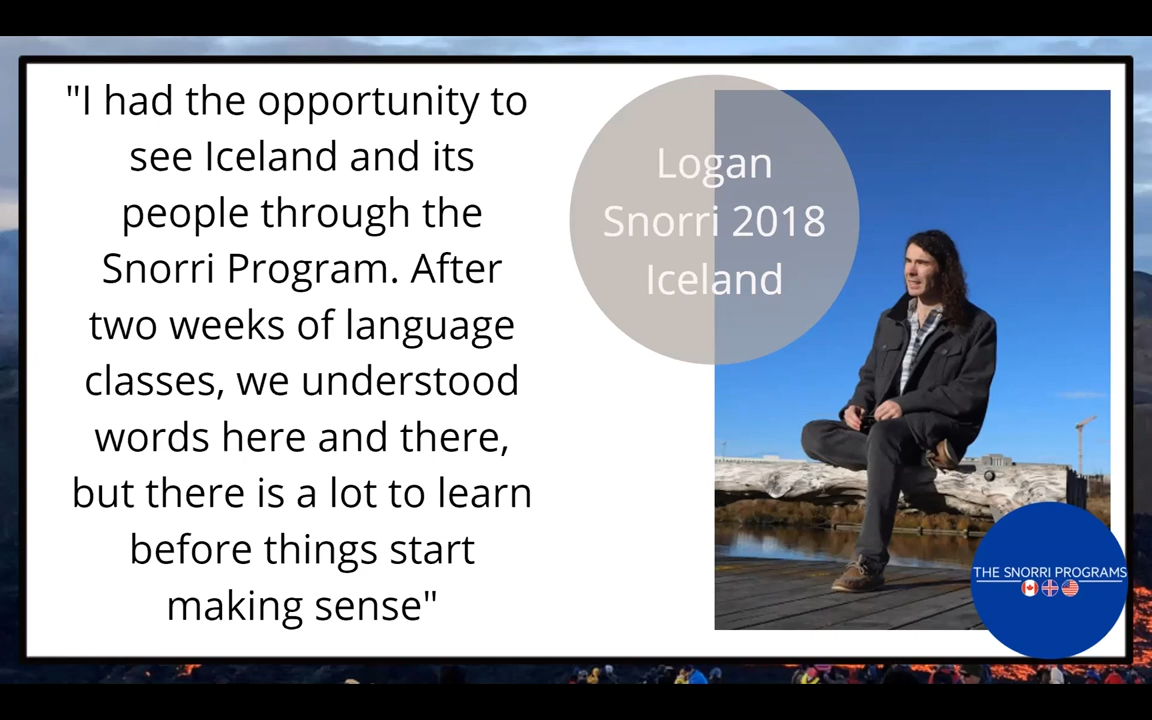 "I had the opportunity to
see Iceland and its
people through the
Snorri Program. After
two weeks of language
classes, we understood
words here and there,
but there is a lot to learn
before things start
making sense"
Logan
Snorri 2018
Iceland
THE SNORRI PROGRAMS